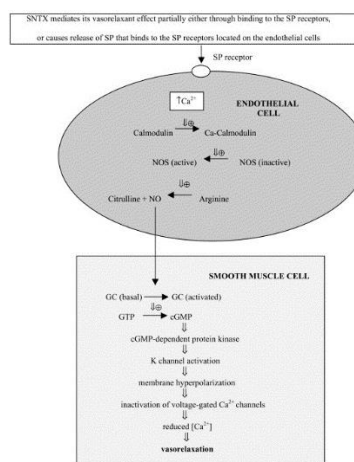 SNTX mediates its vasorelaxant effect partially either through binding to the SP receptors,
or causes release of SP that binds to the SP receptors located on the endothelial cells
SP receptor
↑Ca²⁺
ENDOTHELIAL
CELL
⇓⊕
Calmodulin → Ca-Calmodulin
⇓⊕
NOS (active) ← NOS (inactive)
⇓⊕
Citrulline + NO ← Arginine
SMOOTH MUSCLE CELL
GC (basal) → GC (activated)
⇓⊕
GTP → cGMP
⇓
cGMP-dependent protein kinase
⇓
K channel activation
⇓
membrane hyperpolarization
⇓
inactivation of voltage-gated Ca²⁺ channels
⇓
reduced [Ca²⁺]
⇓
vasorelaxation